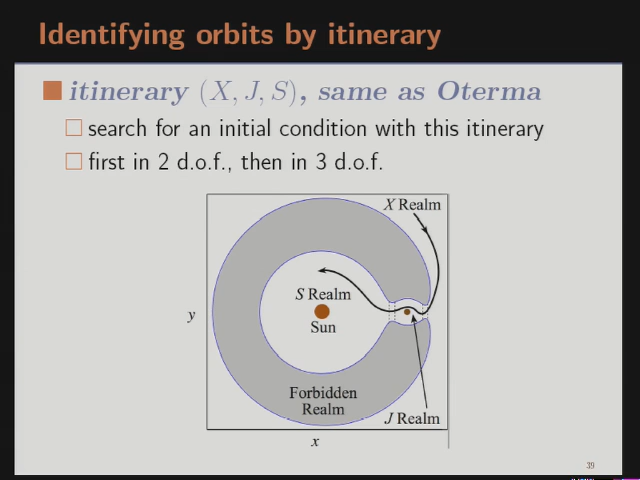 Identifying orbits by itinerary
itinerary (X, J, S), same as Oterma
search for an initial condition with this itinerary
first in 2 d.o.f., then in 3 d.o.f.
X Realm
S Realm
y
Sun
Forbidden
Realm
J Realm
x
39